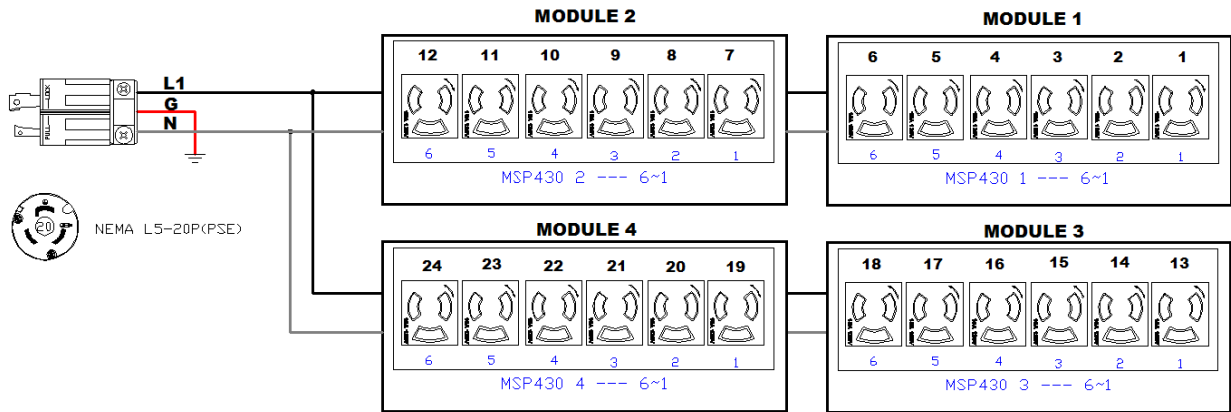 MODULE 2
MODULE 1
12 11 10 9 8 7
6 5 4 3 2 1
L1
G
N
LOCK
PULL
6 5 4 3 2 1
6 5 4 3 2 1
MSP430 2 --- 6~1
MSP430 1 --- 6~1
20
NEMA L5-20P(PSE)
MODULE 4
MODULE 3
24 23 22 21 20 19
18 17 16 15 14 13
6 5 4 3 2 1
6 5 4 3 2 1
MSP430 4 --- 6~1
MSP430 3 --- 6~1